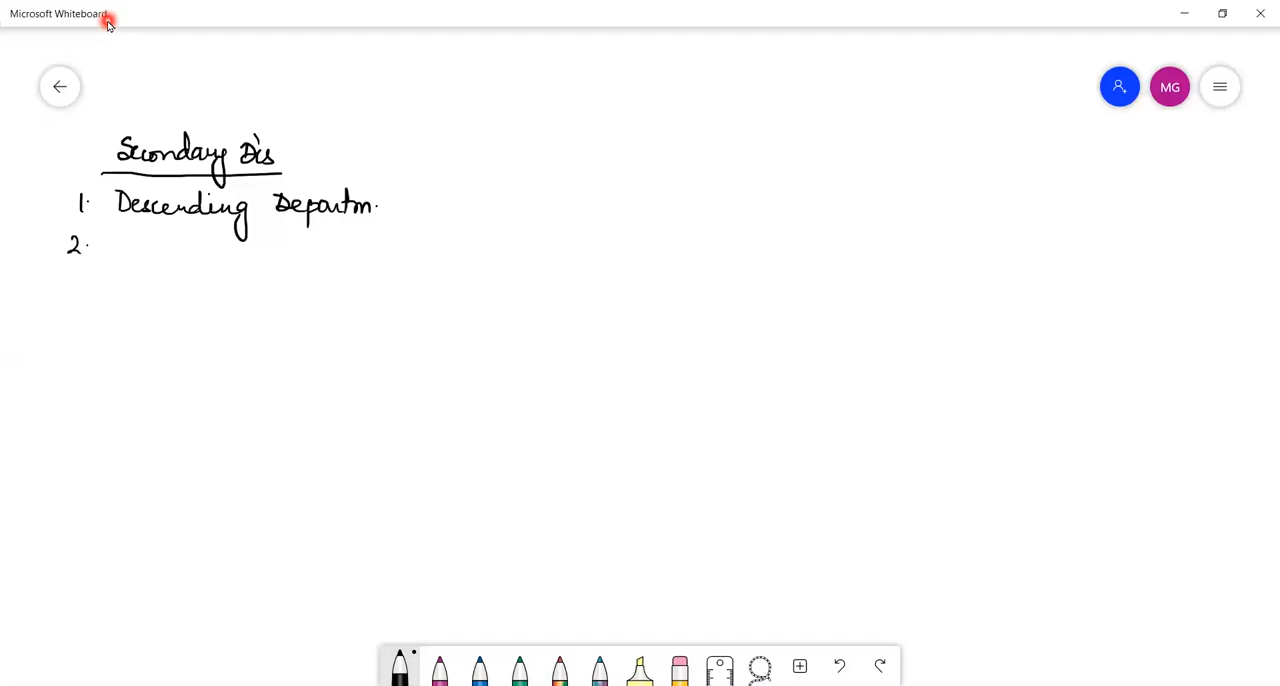 Microsoft Whiteboard
MG
Secondary Dis
1. Descending Departm.
2.